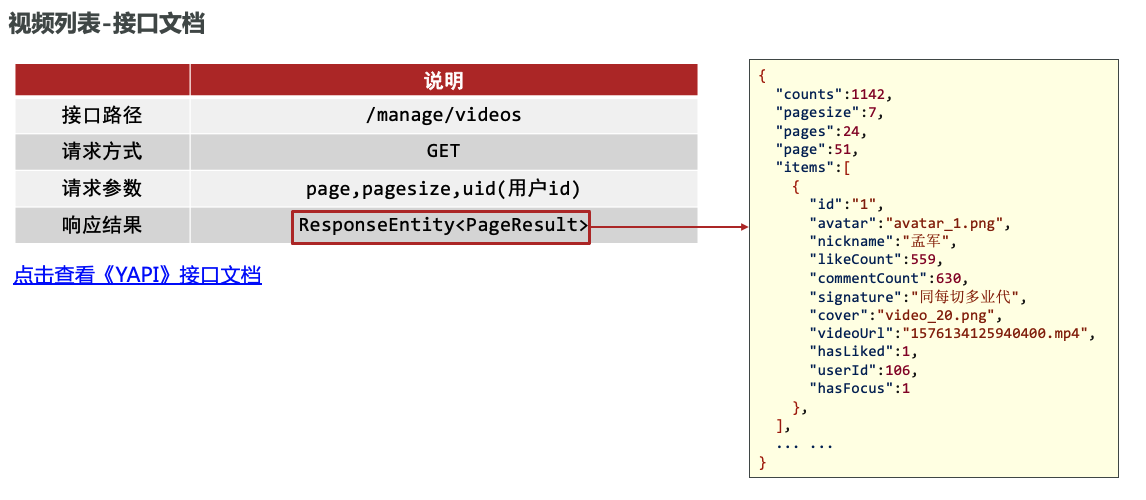 视频列表-接口文档
说明
接口路径 /manage/videos
请求方式 GET
请求参数 page,pagesize,uid(用户id)
响应结果 ResponseEntity<PageResult>
点击查看《YAPI》接口文档
{
"counts":1142,
"pagesize":7,
"pages":24,
"page":51,
"items":[
{
"id":"1",
"avatar":"avatar_1.png",
"nickname":"孟军",
"likeCount":559,
"commentCount":630,
"signature":"同每切多业代",
"cover":"video_20.png",
"videoUrl":"1576134125940400.mp4",
"hasLiked":1,
"userId":106,
"hasFocus":1
},
],
... ...
}